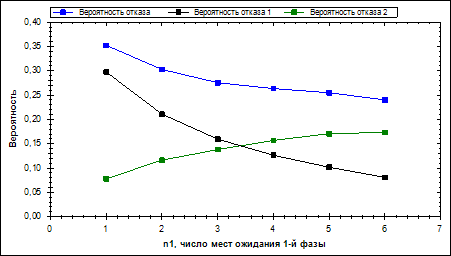 Вероятность отказа Вероятность отказа 1 Вероятность отказа 2
0,40
0,35
0,30
0,25
0,20
0,15
0,10
0,05
0,00
Вероятность
0 1 2 3 4 5 6 7
n1, число мест ожидания 1-й фазы